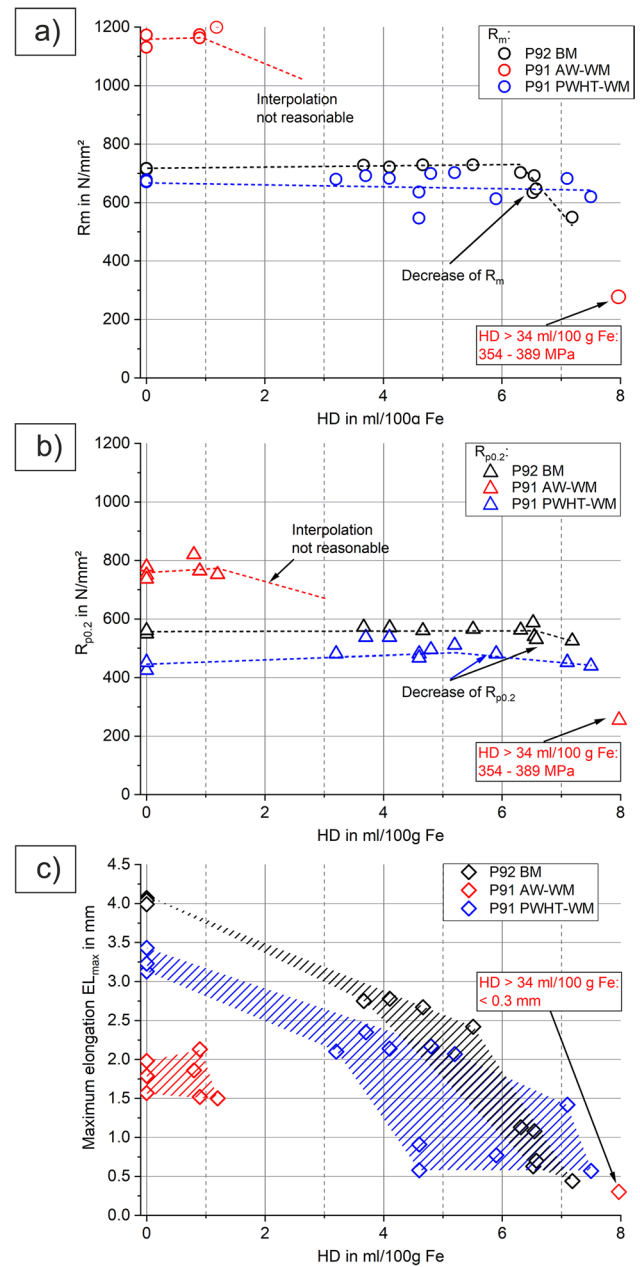 a)
1200
1000
800
600
400
200
0
Rm in N/mm²
R_m:
P92 BM
P91 AW-WM
P91 PWHT-WM
Interpolation
not reasonable
Decrease of R_m
HD > 34 ml/100 g Fe:
354 - 389 MPa
0 2 4 6 8
HD in ml/100g Fe
b)
1200
1000
800
600
400
200
0
R_p0.2 in N/mm²
R_p0.2:
P92 BM
P91 AW-WM
P91 PWHT-WM
Interpolation
not reasonable
Decrease of R_p0.2
HD > 34 ml/100 g Fe:
354 - 389 MPa
0 2 4 6 8
HD in ml/100g Fe
c)
4.5
4.0
3.5
3.0
2.5
2.0
1.5
1.0
0.5
0.0
Maximum elongation EL_max in mm
P92 BM
P91 AW-WM
P91 PWHT-WM
HD > 34 ml/100 g Fe:
< 0.3 mm
0 2 4 6 8
HD in ml/100g Fe